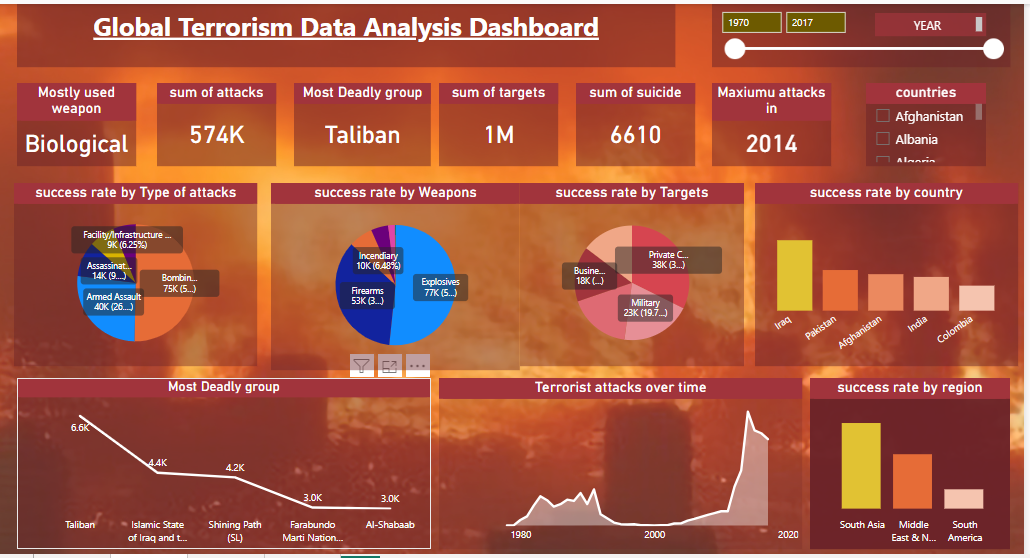 Global Terrorism Data Analysis Dashboard
1970
2017
YEAR
Mostly used
weapon
Biological
sum of attacks
574K
Most Deadly group
Taliban
sum of targets
1M
sum of suicide
6610
Maxiumu attacks
in
2014
countries
Afghanistan
Albania
Algeria
success rate by Type of attacks
Facility/Infrastructure ...
9K (6.25%)
Assassinat...
14K (9....)
Armed Assault
40K (26...)
Bombin...
75K (5...)
success rate by Weapons
Incendiary
10K (6.48%)
Firearms
53K (3...)
Explosives
77K (5...)
success rate by Targets
Private C...
38K (3...)
Busine...
18K (...)
Military
23K (19.7...)
success rate by country
Iraq
Pakistan
Afghanistan
India
Colombia
Most Deadly group
6.6K
4.4K
4.2K
3.0K
3.0K
Taliban
Islamic State
of Iraq and t...
Shining Path
(SL)
Farabundo
Marti Nation...
Al-Shabaab
Terrorist attacks over time
1980
2000
2020
success rate by region
South Asia
Middle
East & N...
South
America